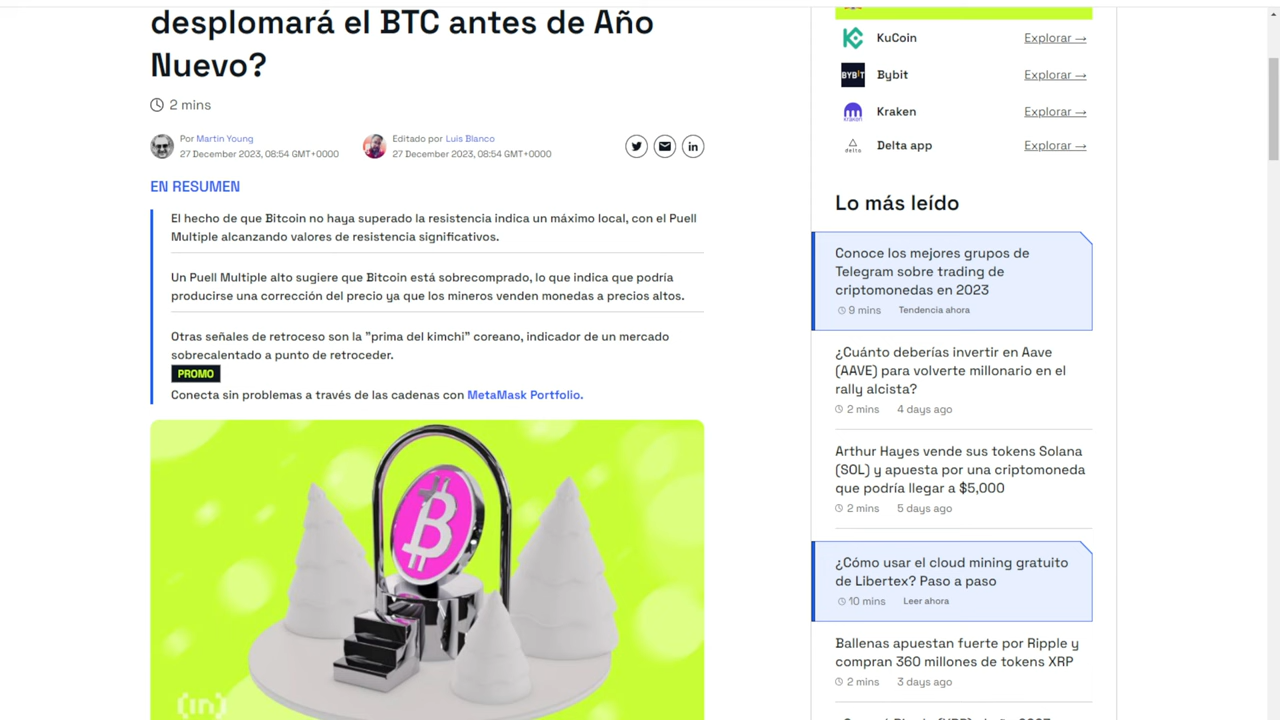 desplomará el BTC antes de Año
Nuevo?
2 mins
Por Martin Young
27 December 2023, 08:54 GMT+0000
Editado por Luis Blanco
27 December 2023, 08:54 GMT+0000
EN RESUMEN
El hecho de que Bitcoin no haya superado la resistencia indica un máximo local, con el Puell
Multiple alcanzando valores de resistencia significativos.
Un Puell Multiple alto sugiere que Bitcoin está sobrecomprado, lo que indica que podría
producirse una corrección del precio ya que los mineros venden monedas a precios altos.
Otras señales de retroceso son la "prima del kimchi" coreano, indicador de un mercado
sobrecalentado a punto de retroceder.
PROMO
Conecta sin problemas a través de las cadenas con MetaMask Portfolio.
(in)
KuCoin Explorar →
BYBIT Bybit Explorar →
Kraken Explorar →
delta Delta app Explorar →
Lo más leído
Conoce los mejores grupos de
Telegram sobre trading de
criptomonedas en 2023
9 mins Tendencia ahora
¿Cuánto deberías invertir en Aave
(AAVE) para volverte millonario en el
rally alcista?
2 mins 4 days ago
Arthur Hayes vende sus tokens Solana
(SOL) y apuesta por una criptomoneda
que podría llegar a $5,000
2 mins 5 days ago
¿Cómo usar el cloud mining gratuito
de Libertex? Paso a paso
10 mins Leer ahora
Ballenas apuestan fuerte por Ripple y
compran 360 millones de tokens XRP
2 mins 3 days ago